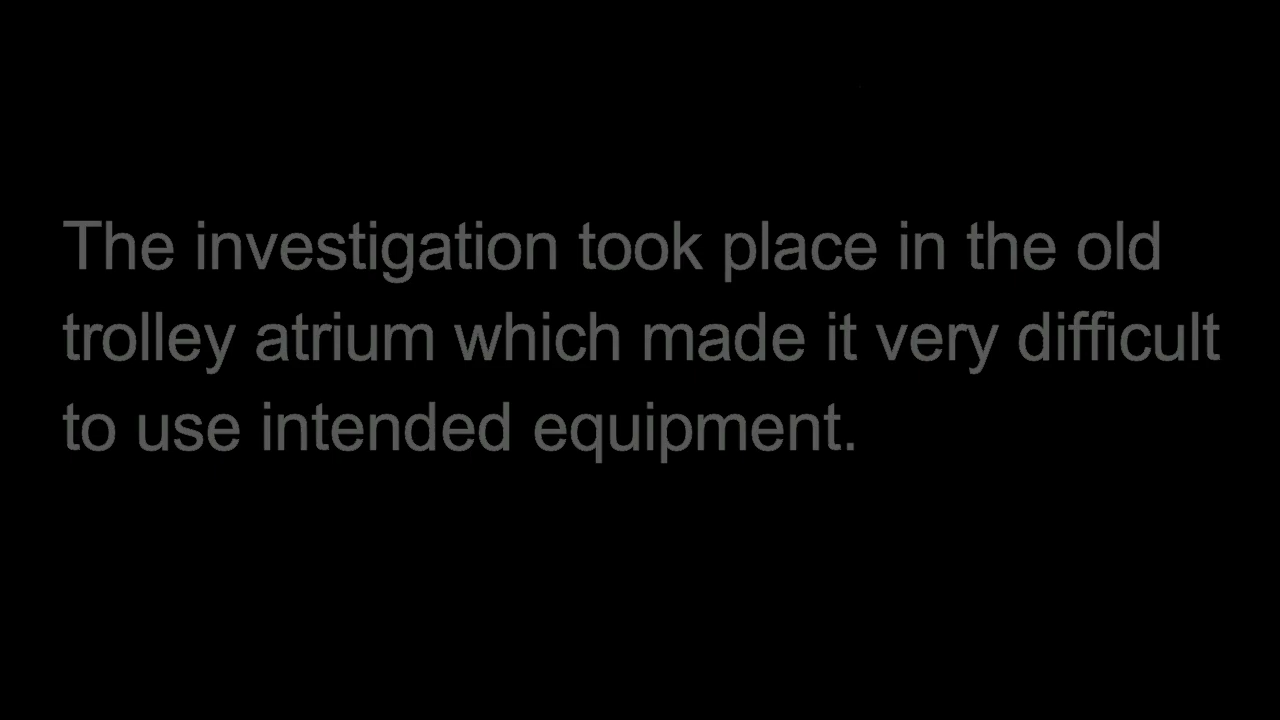 The investigation took place in the old
trolley atrium which made it very difficult
to use intended equipment.